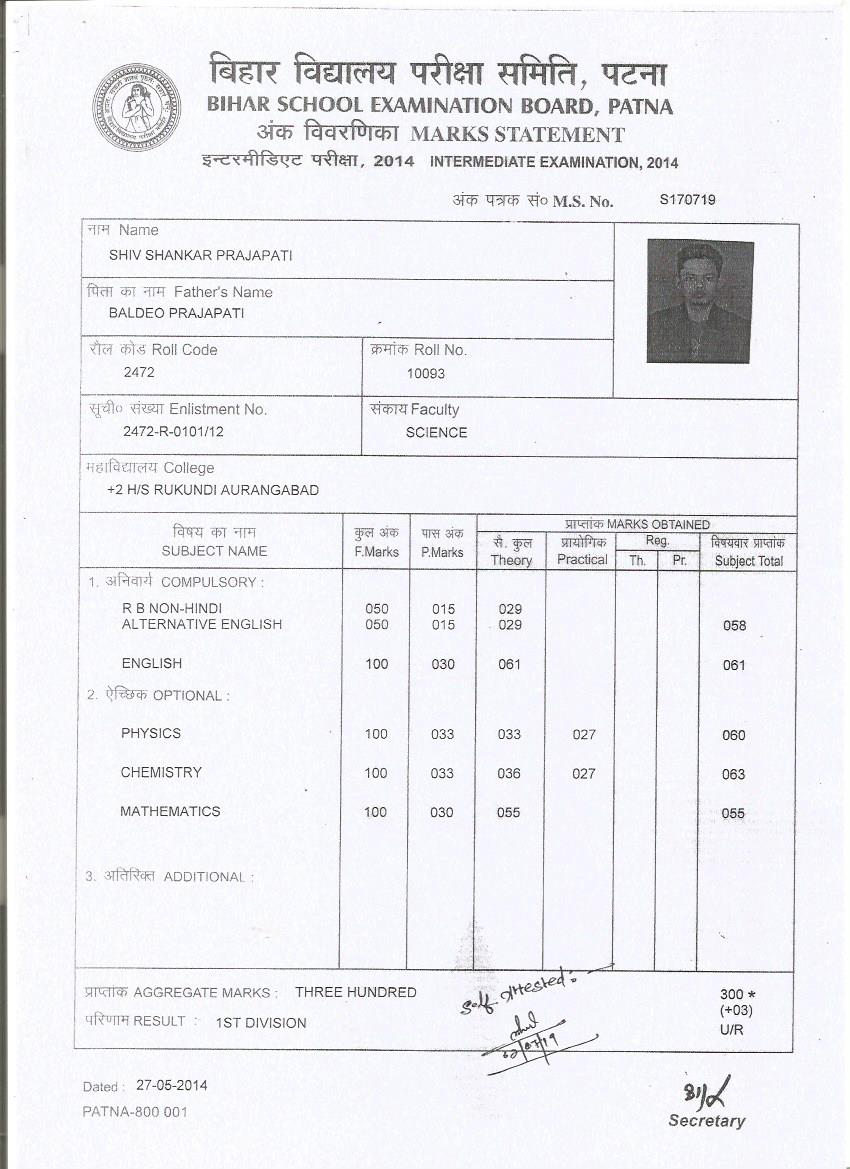 बिहार विद्यालय परीक्षा समिति, पटना
BIHAR SCHOOL EXAMINATION BOARD, PATNA
अंक विवरणिका MARKS STATEMENT
इन्टरमीडिएट परीक्षा, 2014 INTERMEDIATE EXAMINATION, 2014
अंक पत्रक सं० M.S. No. S170719
नाम Name
SHIV SHANKAR PRAJAPATI
पिता का नाम Father's Name
BALDEO PRAJAPATI
रौल कोड Roll Code क्रमांक Roll No.
2472 10093
सूची० संख्या Enlistment No. संकाय Faculty
2472-R-0101/12 SCIENCE
महाविद्यालय College
+2 H/S RUKUNDI AURANGABAD
विषय का नाम कुल अंक पास अंक प्राप्तांक MARKS OBTAINED
SUBJECT NAME F.Marks P.Marks सै. कुल प्रायोगिक Reg. विषयवार प्राप्तांक
Theory Practical Th. Pr. Subject Total
1. अनिवार्य COMPULSORY :
R B NON-HINDI 050 015 029
ALTERNATIVE ENGLISH 050 015 029 058
ENGLISH 100 030 061 061
2. ऐच्छिक OPTIONAL :
PHYSICS 100 033 033 027 060
CHEMISTRY 100 033 036 027 063
MATHEMATICS 100 030 055 055
3. अतिरिक्त ADDITIONAL :
प्राप्तांक AGGREGATE MARKS : THREE HUNDRED 300 *
(+03)
परिणाम RESULT : 1ST DIVISION U/R
Self Attested:
02/07/19
Dated : 27-05-2014
PATNA-800 001
Secretary